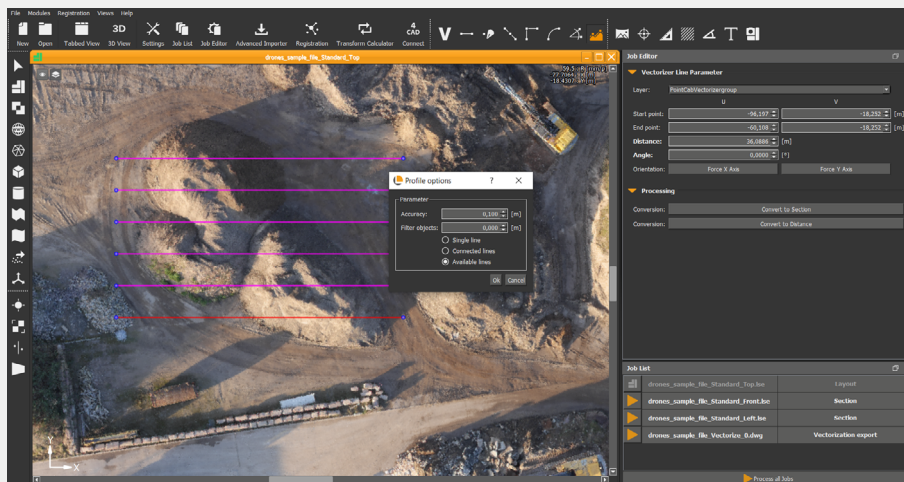 File Modules Registration Views Help
New Open Tabbed View 3D 3D View Settings Job List Job Editor Advanced Importer Registration Transform Calculator 4 CAD Connect
drones_sample_file_Standard_Top
Job Editor
Vectorizer Line Parameter
Layer: PointCabVectorizergroup
U V
Start point: -96,197 -18,252 [m]
End point: -60,108 -18,252 [m]
Distance: 36,0886 [m]
Angle: 0,0000 [°]
Orientation: Force X Axis Force Y Axis
Processing
Conversion: Convert to Section
Conversion: Convert to Distance
Profile options ? ×
Parameter
Accuracy: 0,100 [m]
Filter objects: 0,000 [m]
Single line
Connected lines
Available lines
Ok Cancel
Job List
drones_sample_file_Standard_Top.lse Layout
drones_sample_file_Standard_Front.lse Section
drones_sample_file_Standard_Left.lse Section
drones_sample_file_Vectorize_0.dwg Vectorization export
Process all Jobs
Y
X